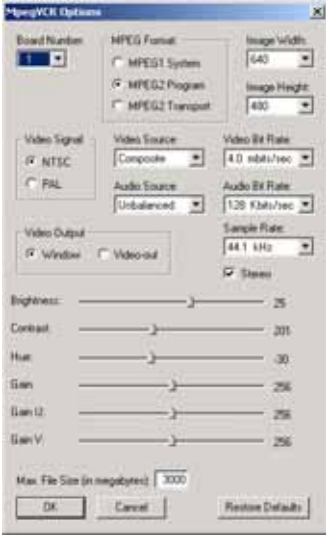 MpegVCR Options
Board Number:
1
MPEG Format
MPEG1 System
MPEG2 Program
MPEG2 Transport
Image Width:
640
Image Height:
480
Video Signal
NTSC
PAL
Video Source:
Composite
Video Bit Rate:
4.0 mbits/sec
Audio Source:
Unbalanced
Audio Bit Rate:
128 Kbits/sec
Video Output
Window
Video-out
Sample Rate:
44.1 kHz
Stereo
Brightness: 25
Contrast: 201
Hue: -30
Gain: 256
Gain U: 256
Gain V: 256
Max. File Size (in megabytes): 3000
OK
Cancel
Restore Defaults